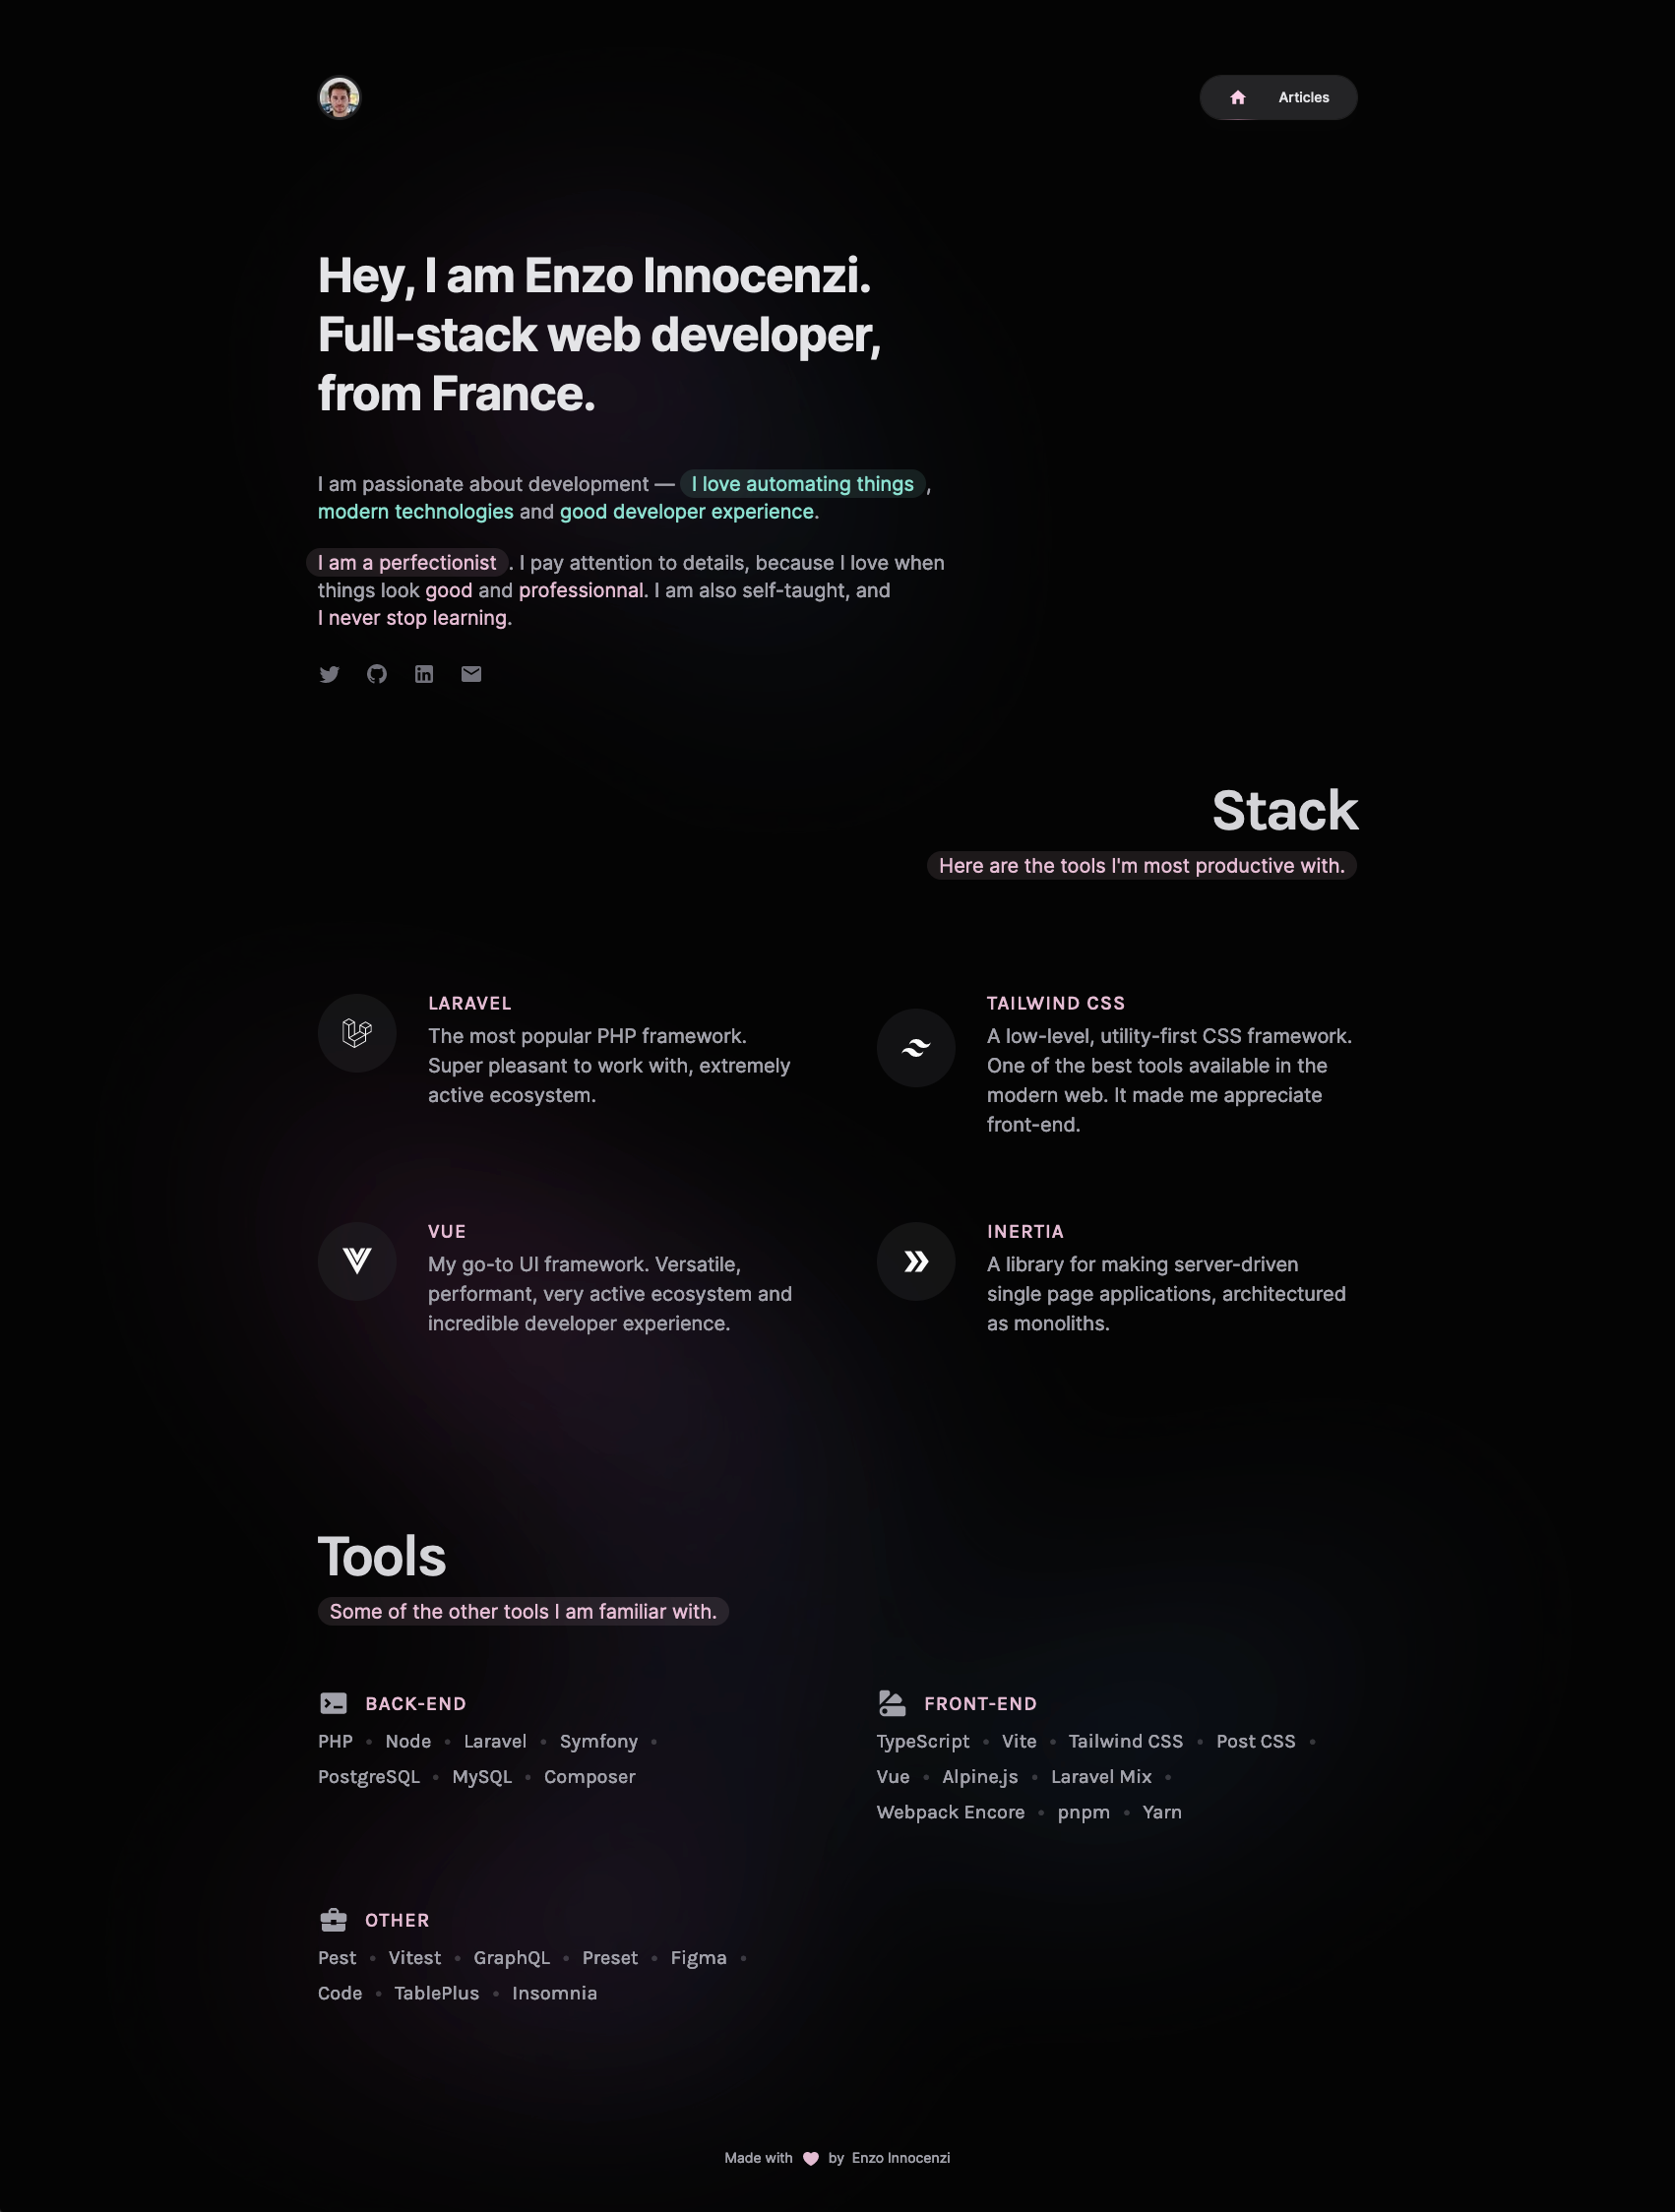 Articles
Hey, I am Enzo Innocenzi.
Full-stack web developer,
from France.
I am passionate about development — I love automating things ,
modern technologies and good developer experience.
I am a perfectionist . I pay attention to details, because I love when
things look good and professionnal. I am also self-taught, and
I never stop learning.
Stack
Here are the tools I'm most productive with.
LARAVEL
The most popular PHP framework.
Super pleasant to work with, extremely
active ecosystem.
TAILWIND CSS
A low-level, utility-first CSS framework.
One of the best tools available in the
modern web. It made me appreciate
front-end.
VUE
My go-to UI framework. Versatile,
performant, very active ecosystem and
incredible developer experience.
INERTIA
A library for making server-driven
single page applications, architectured
as monoliths.
Tools
Some of the other tools I am familiar with.
BACK-END
PHP • Node • Laravel • Symfony •
PostgreSQL • MySQL • Composer
FRONT-END
TypeScript • Vite • Tailwind CSS • Post CSS •
Vue • Alpine.js • Laravel Mix •
Webpack Encore • pnpm • Yarn
OTHER
Pest • Vitest • GraphQL • Preset • Figma •
Code • TablePlus • Insomnia
Made with by Enzo Innocenzi